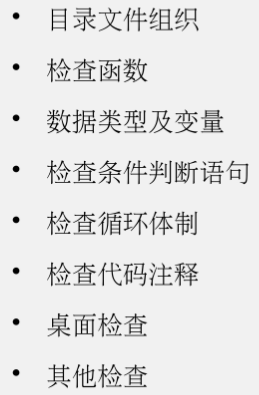 • 目录文件组织
• 检查函数
• 数据类型及变量
• 检查条件判断语句
• 检查循环体制
• 检查代码注释
• 桌面检查
• 其他检查